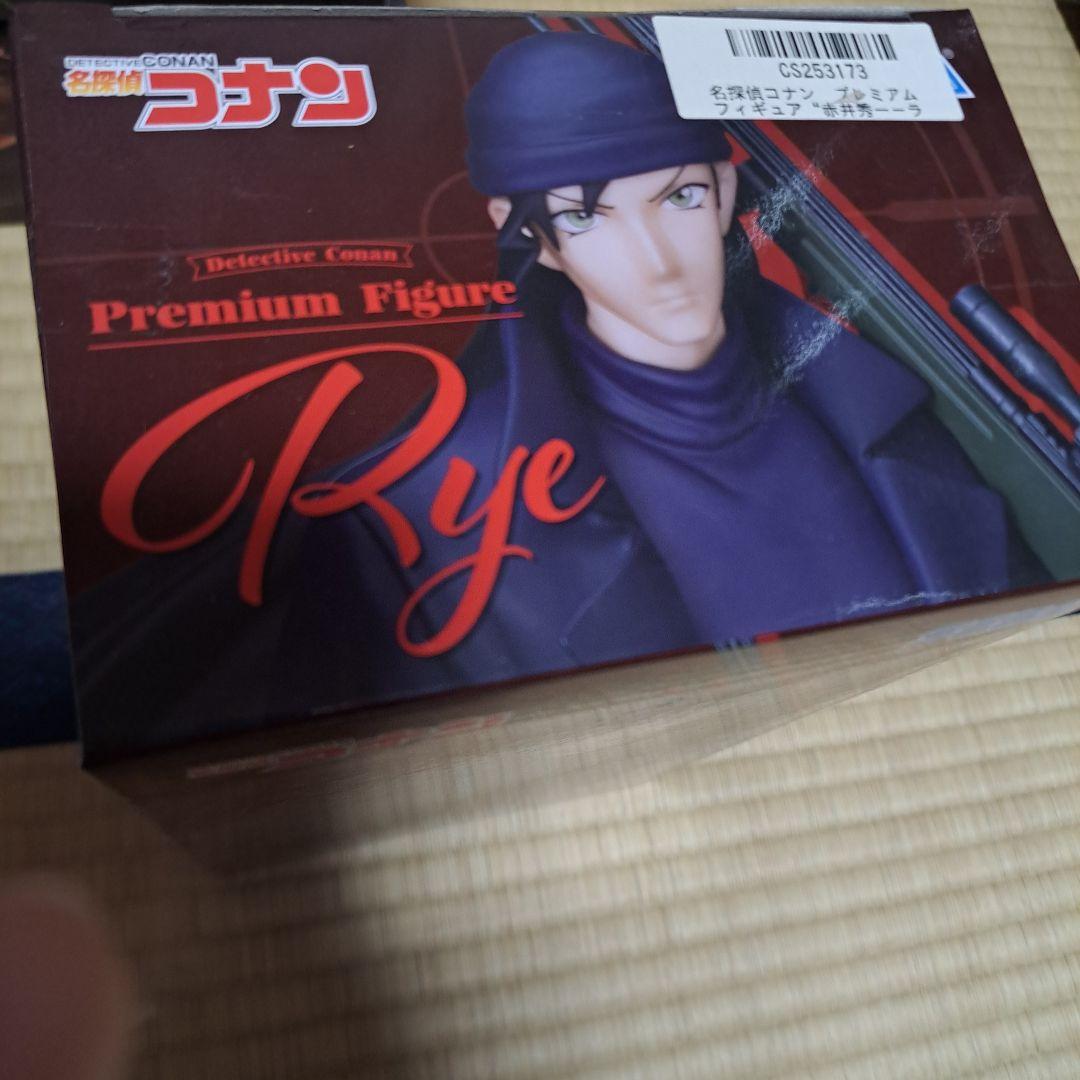 DETECTIVE CONAN
名探偵コナン
CS253173
名探偵コナン プレミアム
フィギュア "赤井秀一ーラ
Detective Conan
Premium Figure
Rye